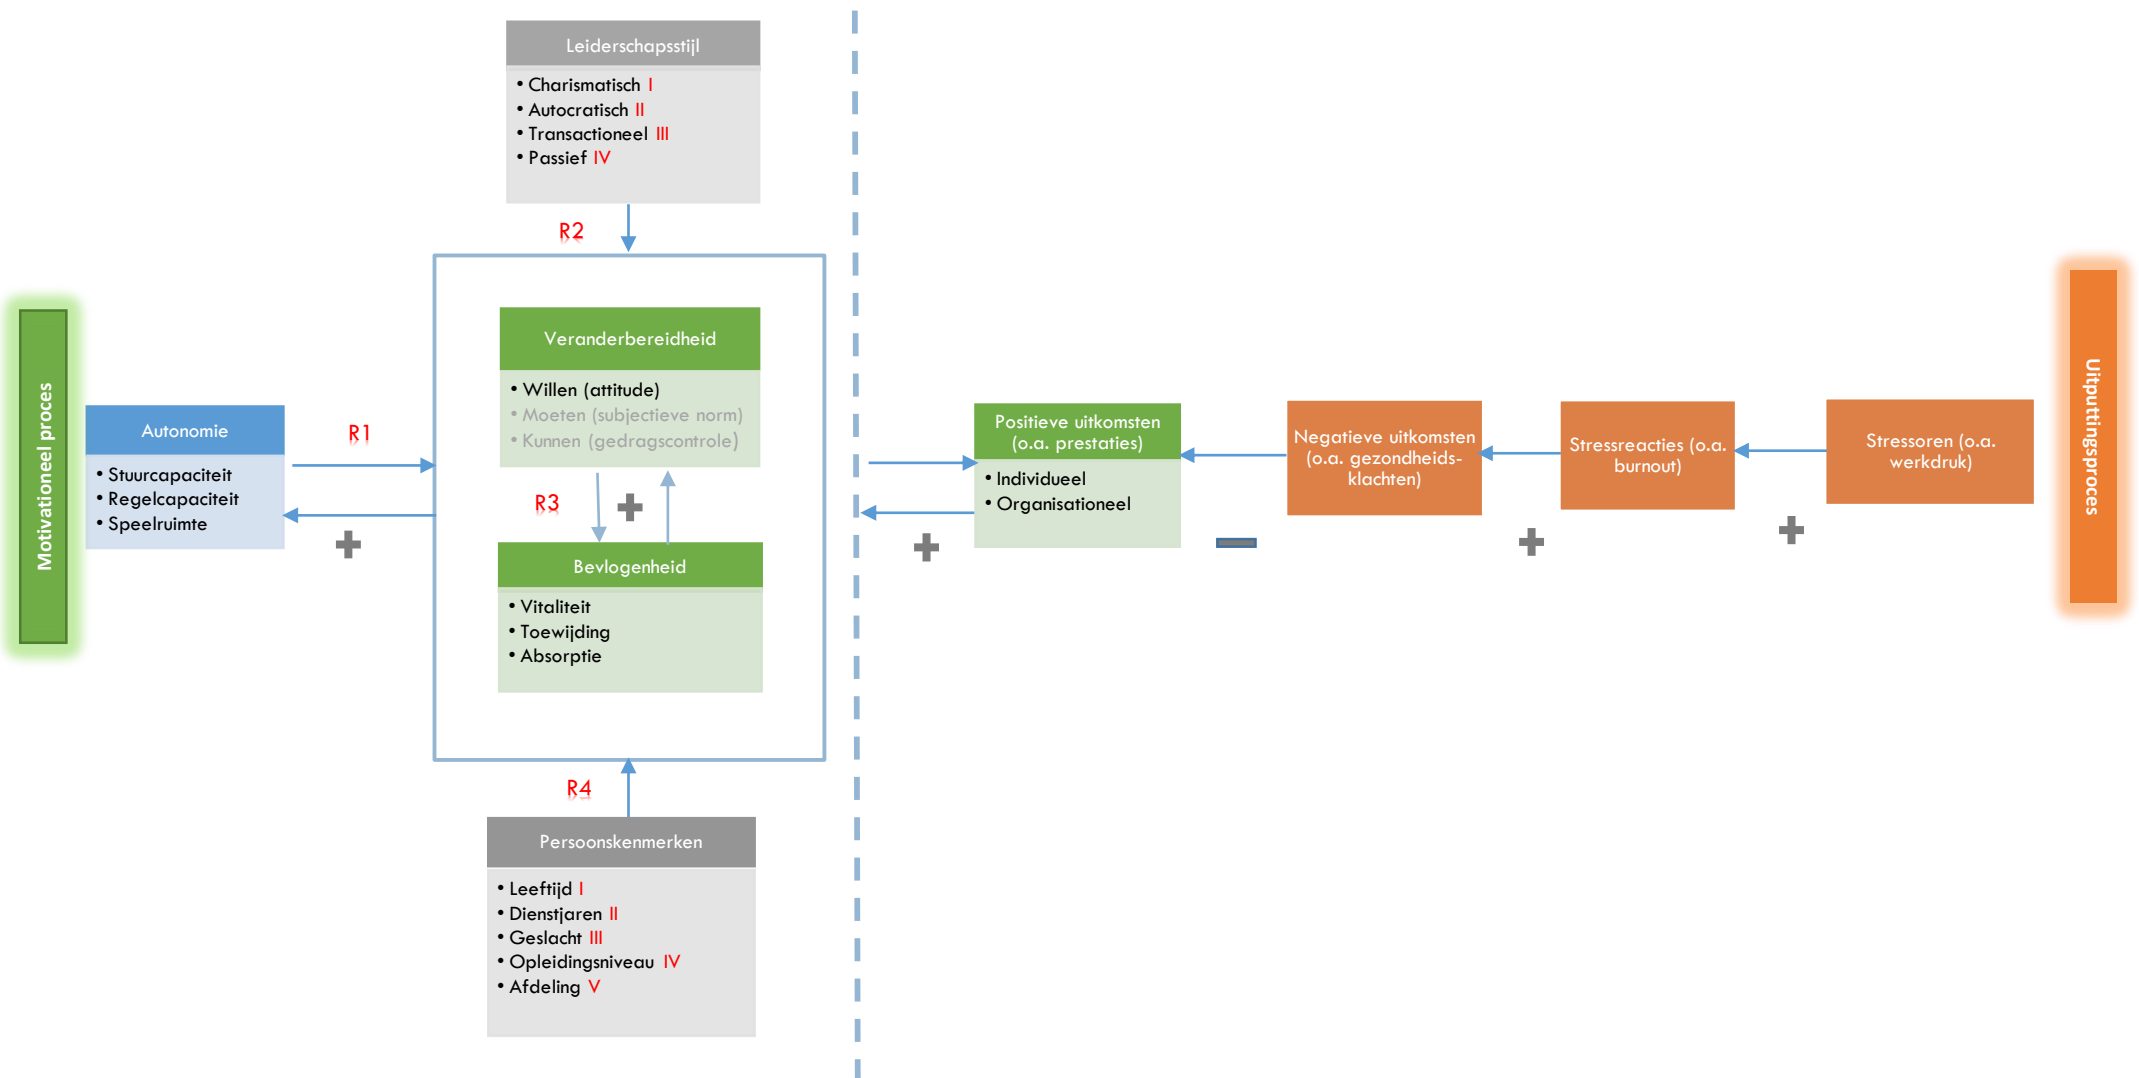 Leiderschapsstijl
• Charismatisch I
• Autocratisch II
• Transactioneel III
• Passief IV
R2
Motivationeel proces
Autonomie
• Stuurcapaciteit
• Regelcapaciteit
• Speelruimte
R1
+
Veranderbereidheid
• Willen (attitude)
• Moeten (subjectieve norm)
• Kunnen (gedragscontrole)
R3
+
Bevlogenheid
• Vitaliteit
• Toewijding
• Absorptie
R4
Persoonskenmerken
• Leeftijd I
• Dienstjaren II
• Geslacht III
• Opleidingsniveau IV
• Afdeling V
+
Positieve uitkomsten
(o.a. prestaties)
• Individueel
• Organisationeel
−
Negatieve uitkomsten
(o.a. gezondheids-
klachten)
+
Stressreacties (o.a.
burnout)
+
Stressoren (o.a.
werkdruk)
Uitputtingsproces